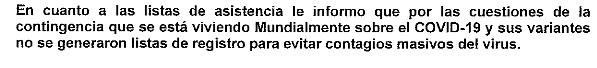 En cuanto a las listas de asistencia le informo que por las cuestiones de la
contingencia que se está viviendo Mundialmente sobre el COVID-19 y sus variantes
no se generaron listas de registro para evitar contagios masivos del virus.